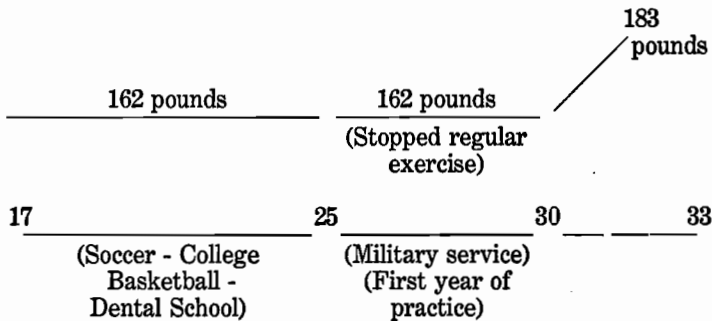 183
pounds
162 pounds
162 pounds
(Stopped regular
exercise)
17
25
30
33
(Soccer - College
Basketball -
Dental School)
(Military service)
(First year of
practice)